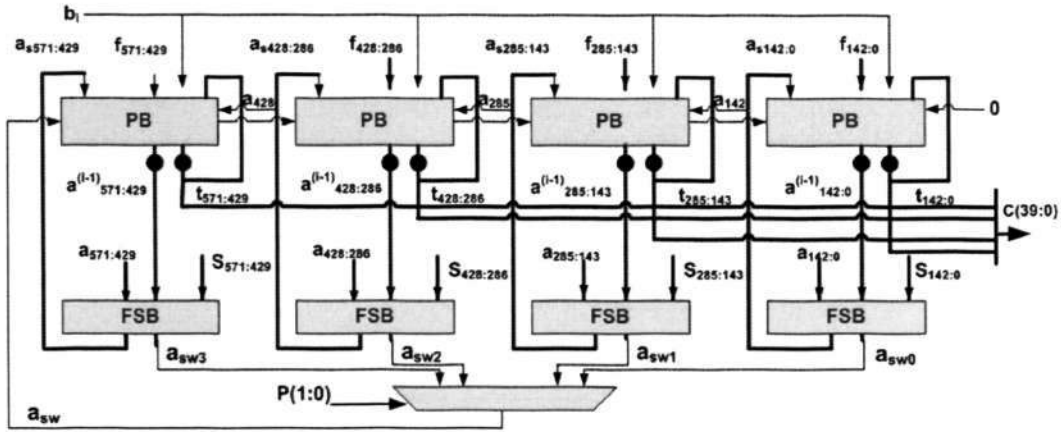 bᵢ
a_s571:429 f_571:429 a_s428:286 f_428:286 a_s285:143 f_285:143 a_s142:0 f_142:0
a_428 a_285 a_142 0
PB PB PB PB
a^(i-1)_571:429 a^(i-1)_428:286 a^(i-1)_285:143 a^(i-1)_142:0
t_571:429 t_428:286 t_285:143 t_142:0 C(39:0)
a_571:429 S_571:429 a_428:286 S_428:286 a_285:143 S_285:143 a_142:0 S_142:0
FSB FSB FSB FSB
a_sw3 a_sw2 a_sw1 a_sw0
P(1:0)
a_sw